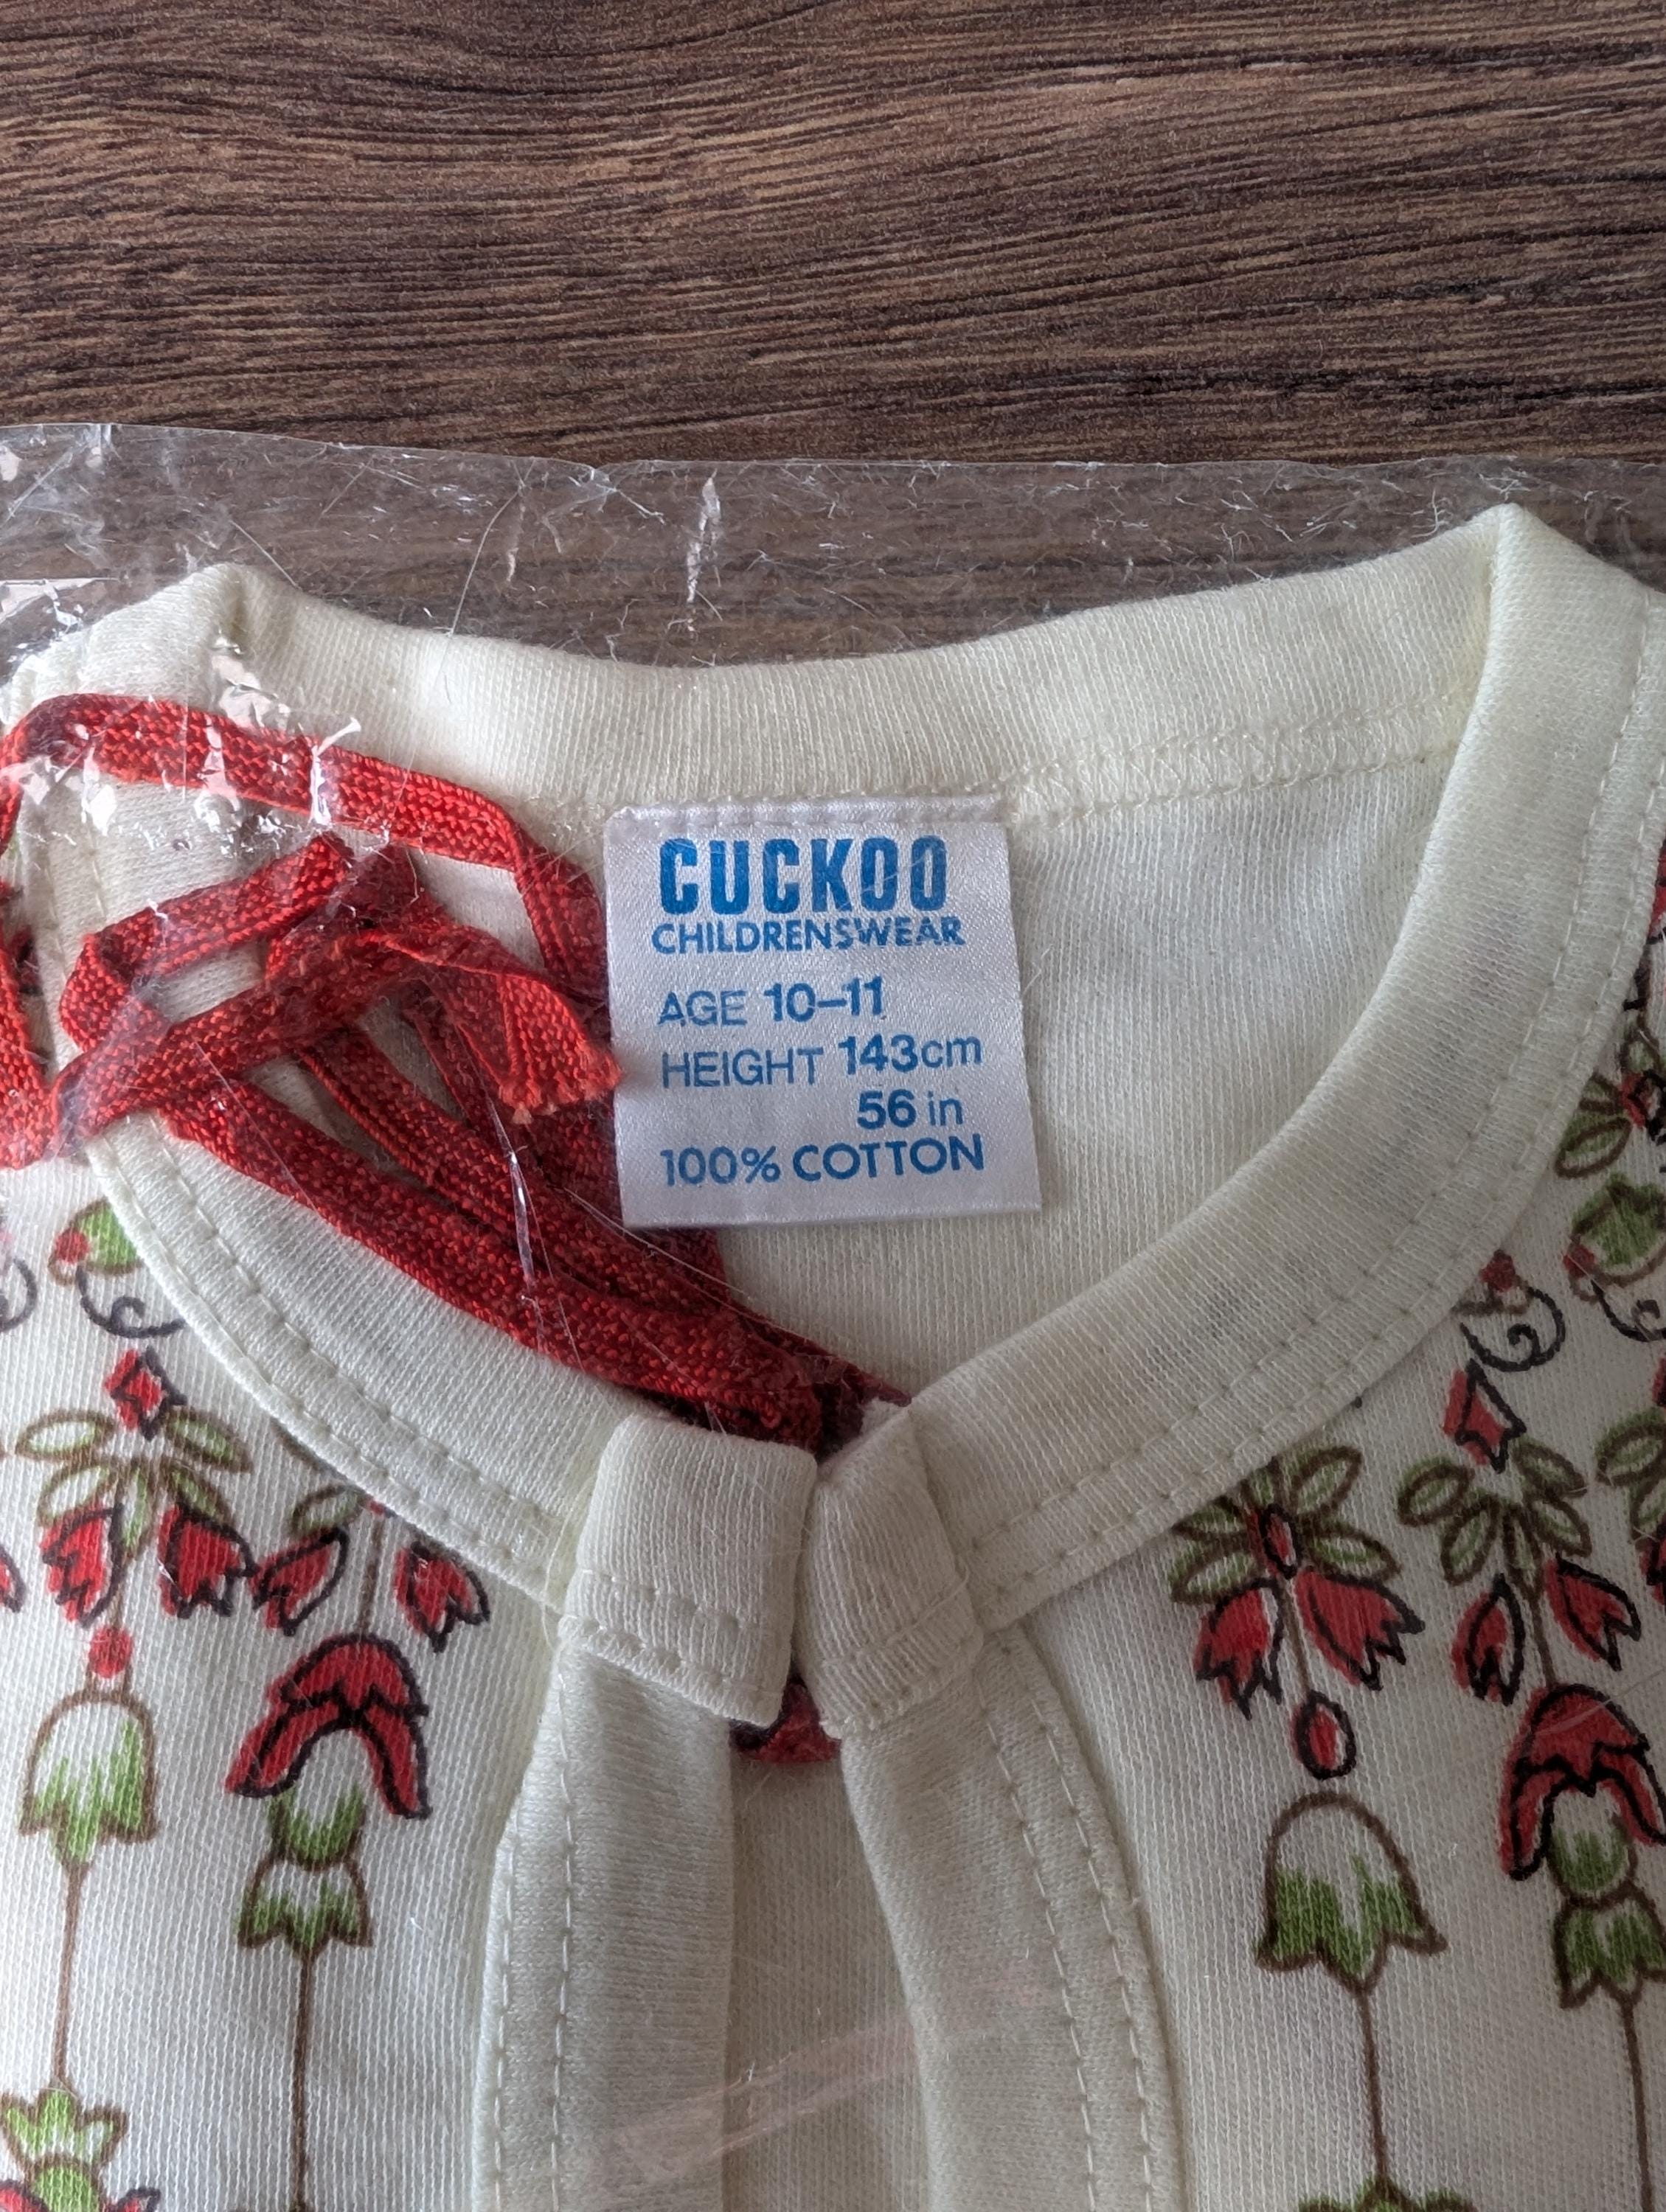 CUCKOO
CHILDRENSWEAR
AGE 10–11
HEIGHT 143cm
56 in
100% COTTON